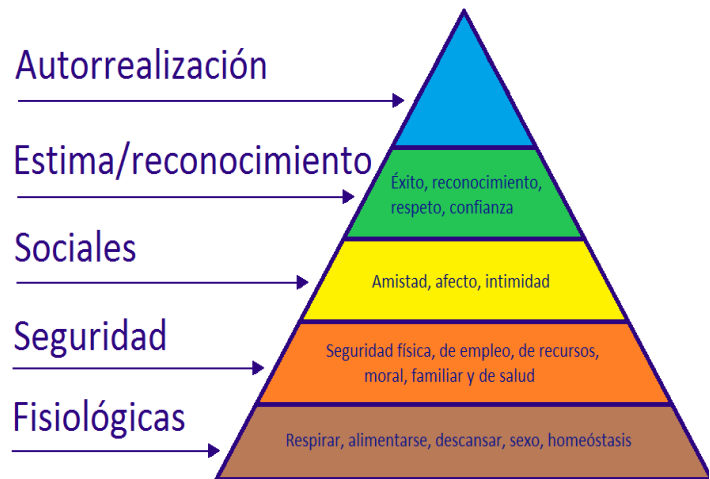 Autorrealización
Estima/reconocimiento
Éxito, reconocimiento,
respeto, confianza
Sociales
Amistad, afecto, intimidad
Seguridad
Seguridad física, de empleo, de recursos,
moral, familiar y de salud
Fisiológicas
Respirar, alimentarse, descansar, sexo, homeóstasis